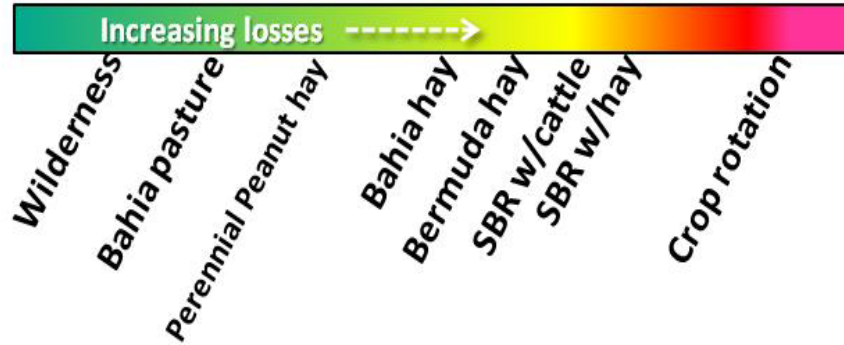 Increasing losses
Wilderness
Bahia pasture
Perennial Peanut hay
Bahia hay
Bermuda hay
SBR w/cattle
SBR w/hay
Crop rotation